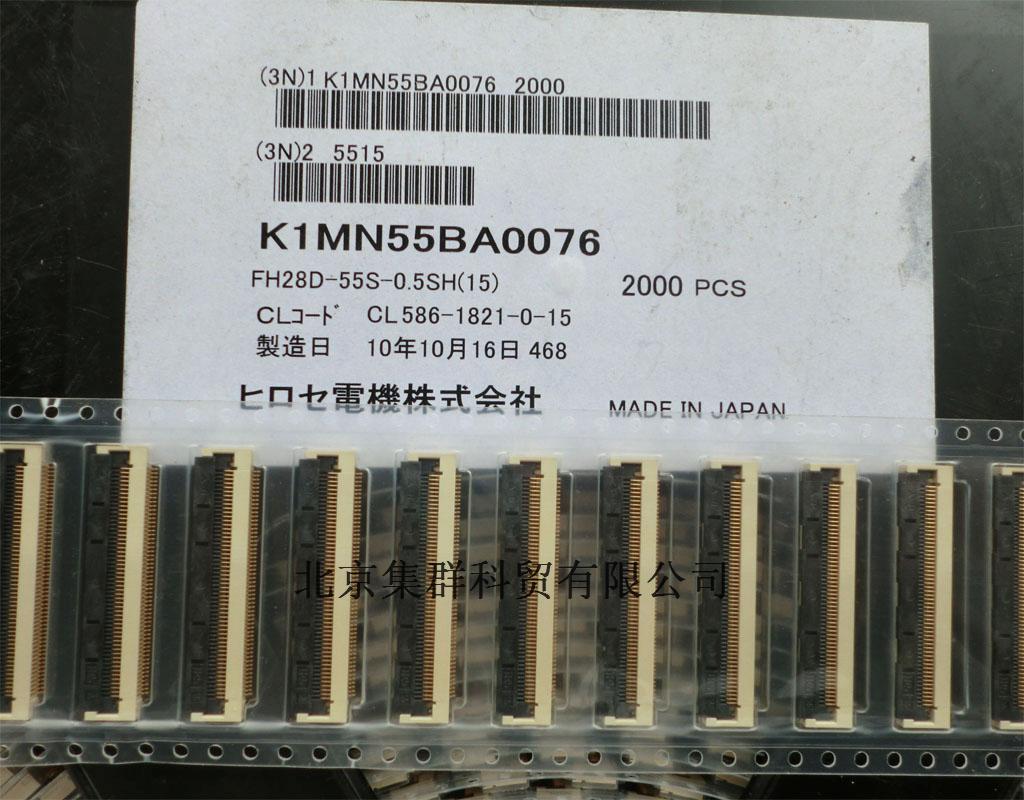 (3N)1 K1MN55BA0076 2000
(3N)2 5515
K1MN55BA0076
FH28D-55S-0.5SH(15)
2000 PCS
CLコード CL586-1821-0-15
製造日 10年10月16日 468
ヒロセ電機株式会社
MADE IN JAPAN
北京集群科贸有限公司